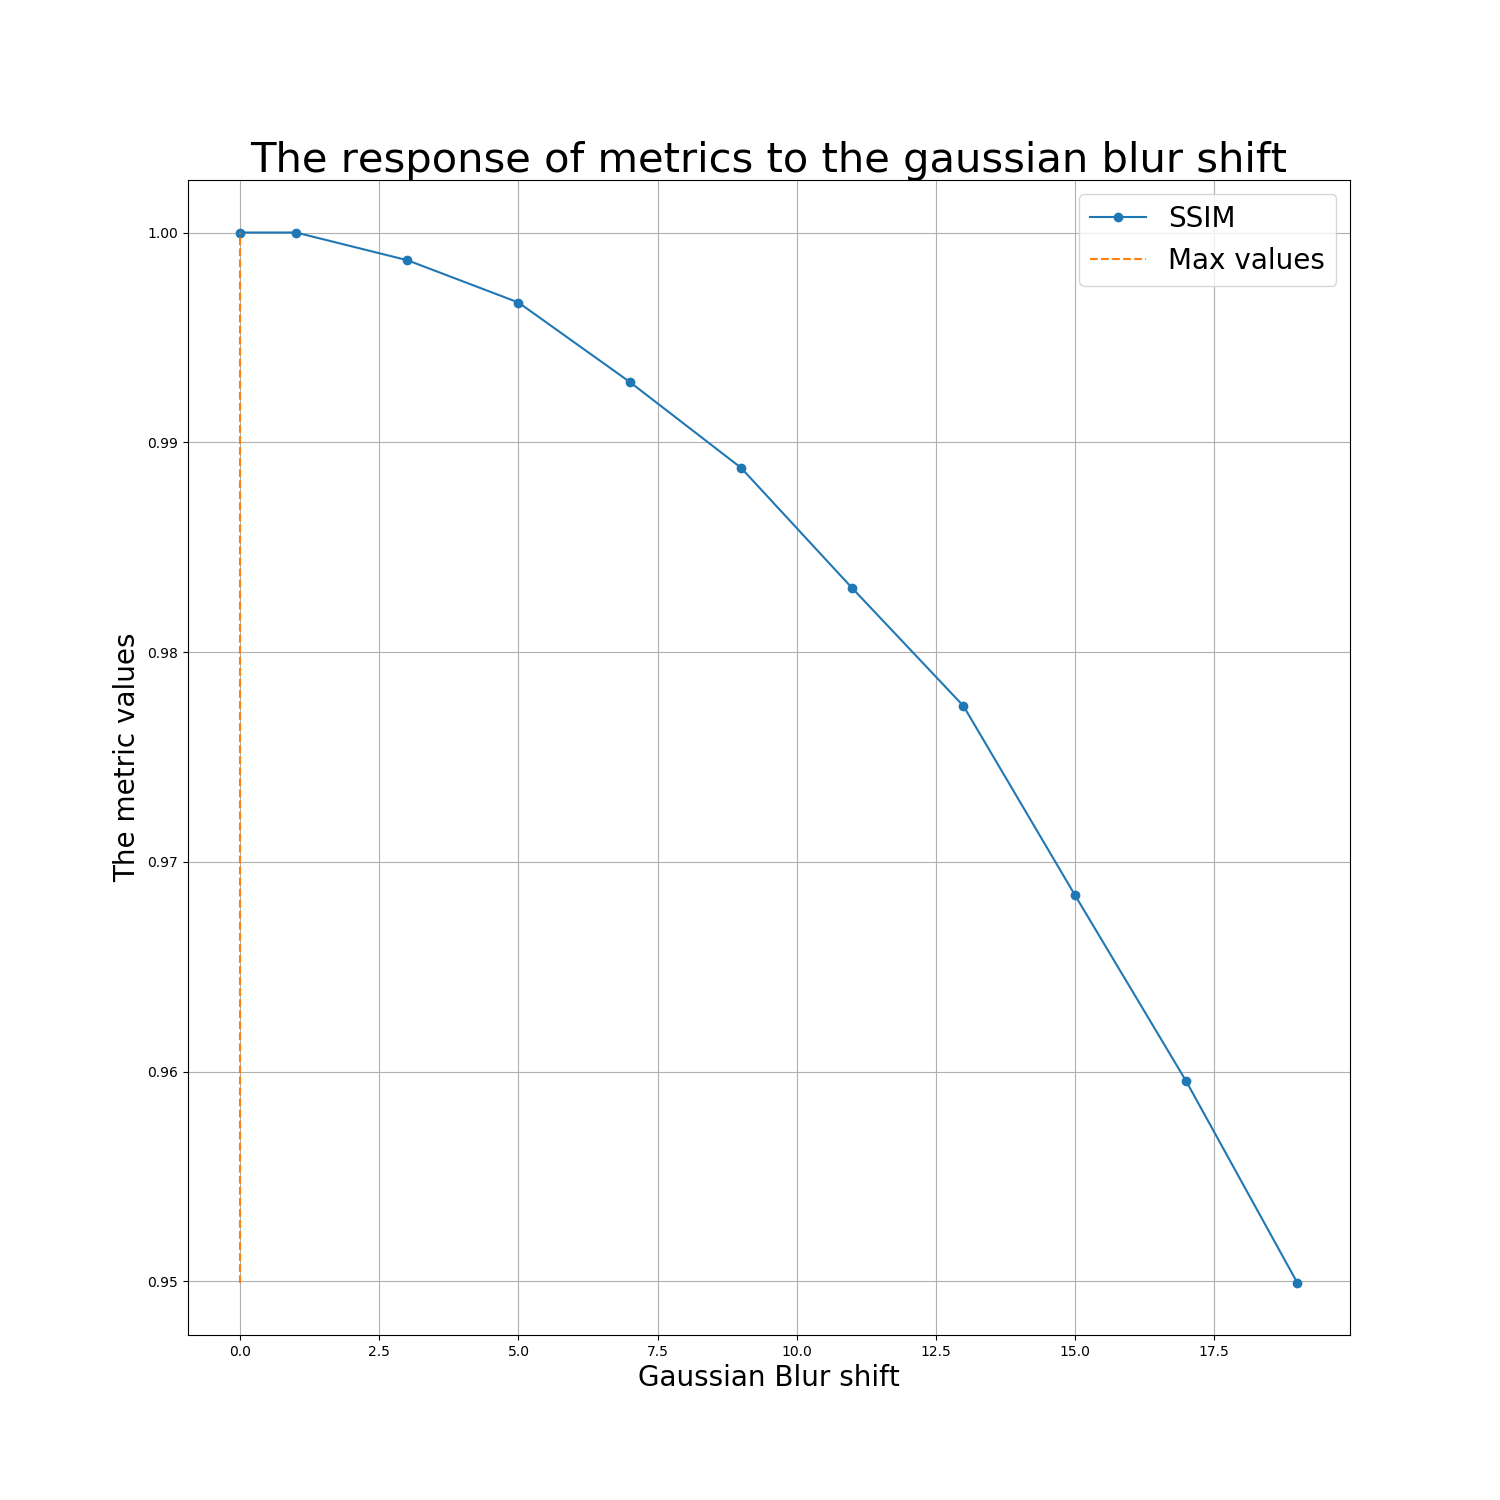 The response of metrics to the gaussian blur shift
SSIM
Max values
1.00
0.99
0.98
0.97
0.96
0.95
The metric values
0.0 2.5 5.0 7.5 10.0 12.5 15.0 17.5
Gaussian Blur shift